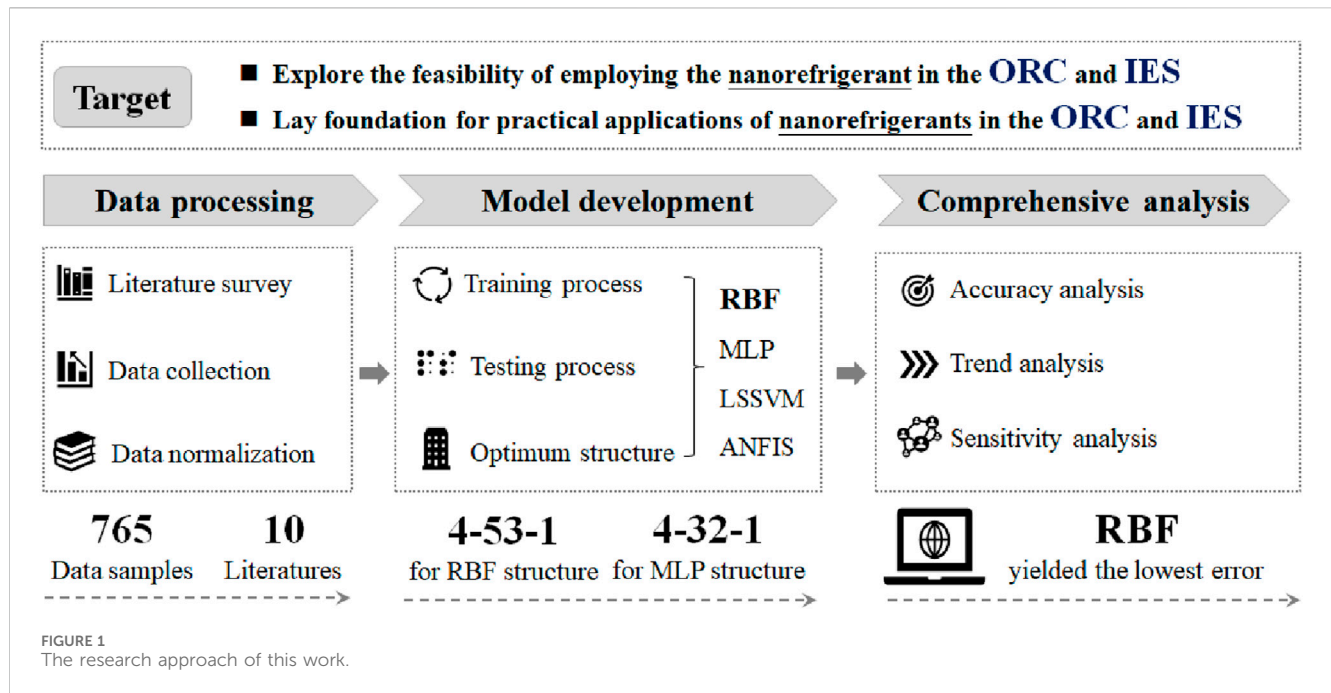 Target
■ Explore the feasibility of employing the nanorefrigerant in the ORC and IES
■ Lay foundation for practical applications of nanorefrigerants in the ORC and IES
Data processing
Model development
Comprehensive analysis
Literature survey
Data collection
Data normalization
Training process
Testing process
Optimum structure
RBF
MLP
LSSVM
ANFIS
Accuracy analysis
Trend analysis
Sensitivity analysis
765
Data samples
10
Literatures
4-53-1
for RBF structure
4-32-1
for MLP structure
RBF
yielded the lowest error
FIGURE 1
The research approach of this work.